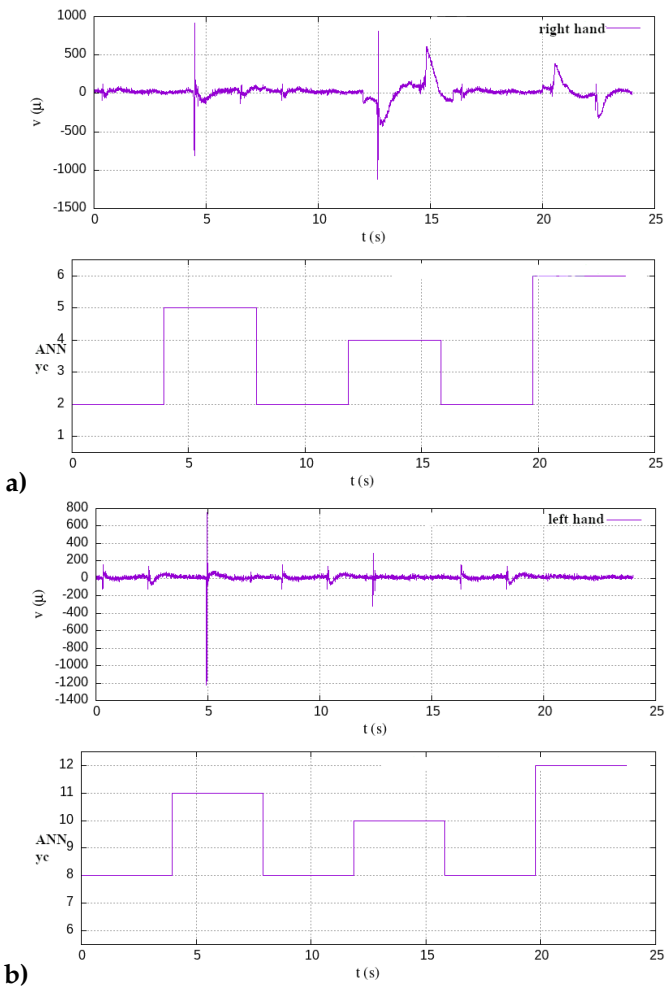 1000
500
0
-500
-1000
-1500
v (µ)
right hand
0 5 10 15 20 25
t (s)
6
5
4
3
2
1
ANN
yc
0 5 10 15 20 25
t (s)
a)
800
600
400
200
0
-200
-400
-600
-800
-1000
-1200
-1400
v (µ)
left hand
0 5 10 15 20 25
t (s)
12
11
10
9
8
7
6
ANN
yc
0 5 10 15 20 25
t (s)
b)